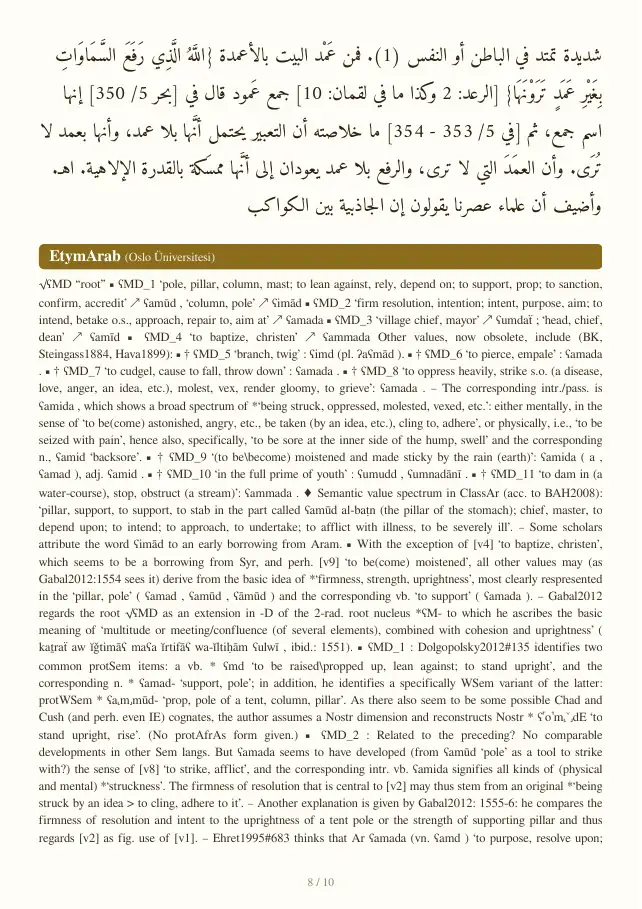 شديدة تمتد في الباطن أو النفس (1). فمن عَمْد البيت بالأعمدة {اللَّهُ الَّذِي رَفَعَ السَّمَاوَاتِ
بِغَيْرِ عَمَدٍ تَرَوْنَهَا} [الرعد: 2 وكذا ما في لقمان: 10] جمع عَمود قال في [بحر 5/ 350] إنها
اسم جمع، ثم [في 5/ 353 - 354] ما خلاصته أن التعبير يحتمل أنَّها بلا عمد، وأنها بعمد لا
تُرَى. وأن العمَدَ التي لا ترى، والرفع بلا عمد يعودان إلى أنَّها ممسَكة بالقدرة الإلاهية. اهـ.
وأضيف أن علماء عصرنا يقولون إن الجاذبية بين الكواكب
EtymArab (Oslo Üniversitesi)
√ʕMD “root” ▪ ʕMD_1 ‘pole, pillar, column, mast; to lean against, rely, depend on; to support, prop; to sanction,
confirm, accredit’ ↗ ʕamūd , ‘column, pole’ ↗ ʕimād ▪ ʕMD_2 ‘firm resolution, intention; intent, purpose, aim; to
intend, betake o.s., approach, repair to, aim at’ ↗ ʕamada ▪ ʕMD_3 ‘village chief, mayor’ ↗ ʕumdaẗ ; ‘head, chief,
dean’ ↗ ʕamīd ▪ ʕMD_4 ‘to baptize, christen’ ↗ ʕammada Other values, now obsolete, include (BK,
Steingass1884, Hava1899): ▪ † ʕMD_5 ‘branch, twig’ : ʕimd (pl. ʔaʕmād ). ▪ † ʕMD_6 ‘to pierce, empale’ : ʕamada
. ▪ † ʕMD_7 ‘to cudgel, cause to fall, throw down’ : ʕamada . ▪ † ʕMD_8 ‘to oppress heavily, strike s.o. (a disease,
love, anger, an idea, etc.), molest, vex, render gloomy, to grieve’: ʕamada . – The corresponding intr./pass. is
ʕamida , which shows a broad spectrum of *‘being struck, oppressed, molested, vexed, etc.’: either mentally, in the
sense of ‘to be(come) astonished, angry, etc., be taken (by an idea, etc.), cling to, adhere’, or physically, i.e., ‘to be
seized with pain’, hence also, specifically, ‘to be sore at the inner side of the hump, swell’ and the corresponding
n., ʕamid ‘backsore’. ▪ † ʕMD_9 ‘(to be\become) moistened and made sticky by the rain (earth)’: ʕamida ( a ,
ʕamad ), adj. ʕamid . ▪ † ʕMD_10 ‘in the full prime of youth’ : ʕumudd , ʕumnadānī . ▪ † ʕMD_11 ‘to dam in (a
water-course), stop, obstruct (a stream)’: ʕammada . ♦ Semantic value spectrum in ClassAr (acc. to BAH2008):
‘pillar, support, to support, to stab in the part called ʕamūd al-baṭn (the pillar of the stomach); chief, master, to
depend upon; to intend; to approach, to undertake; to afflict with illness, to be severely ill’. – Some scholars
attribute the word ʕimād to an early borrowing from Aram. ▪ With the exception of [v4] ‘to baptize, christen’,
which seems to be a borrowing from Syr, and perh. [v9] ‘to be(come) moistened’, all other values may (as
Gabal2012:1554 sees it) derive from the basic idea of *‘firmness, strength, uprightness’, most clearly respresented
in the ‘pillar, pole’ ( ʕamad , ʕamūd , ʕāmūd ) and the corresponding vb. ‘to support’ ( ʕamada ). – Gabal2012
regards the root √ʕMD as an extension in -D of the 2-rad. root nucleus *ʕM- to which he ascribes the basic
meaning of ‘multitude or meeting/confluence (of several elements), combined with cohesion and uprightness’ (
kaṯraẗ aw ĭǧtimāʕ maʕa ĭrtifāʕ wa-ĭltiḥām ʕulwī , ibid.: 1551). ▪ ʕMD_1 : Dolgopolsky2012#135 identifies two
common protSem items: a vb. * ʕmd ‘to be raised\propped up, lean against; to stand upright’, and the
corresponding n. * ʕamad- ‘support, pole’; in addition, he identifies a specifically WSem variant of the latter:
protWSem * ʕa,m,mūd- ‘prop, pole of a tent, column, pillar’. As there also seem to be some possible Chad and
Cush (and perh. even IE) cognates, the author assumes a Nostr dimension and reconstructs Nostr * ʕ˹o˺m,ˇ,dE ‘to
stand upright, rise’. (No ProtAfrAs form given.) ▪ ʕMD_2 : Related to the preceding? No comparable
developments in other Sem langs. But ʕamada seems to have developed (from ʕamūd ‘pole’ as a tool to strike
with?) the sense of [v8] ‘to strike, afflict’, and the corresponding intr. vb. ʕamida signifies all kinds of (physical
and mental) *‘struckness’. The firmness of resolution that is central to [v2] may thus stem from an original *‘being
struck by an idea > to cling, adhere to it’. – Another explanation is given by Gabal2012: 1555-6: he compares the
firmness of resolution and intent to the uprightness of a tent pole or the strength of supporting pillar and thus
regards [v2] as fig. use of [v1]. – Ehret1995#683 thinks that Ar ʕamada (vn. ʕamd ) ‘to purpose, resolve upon;
8 / 10